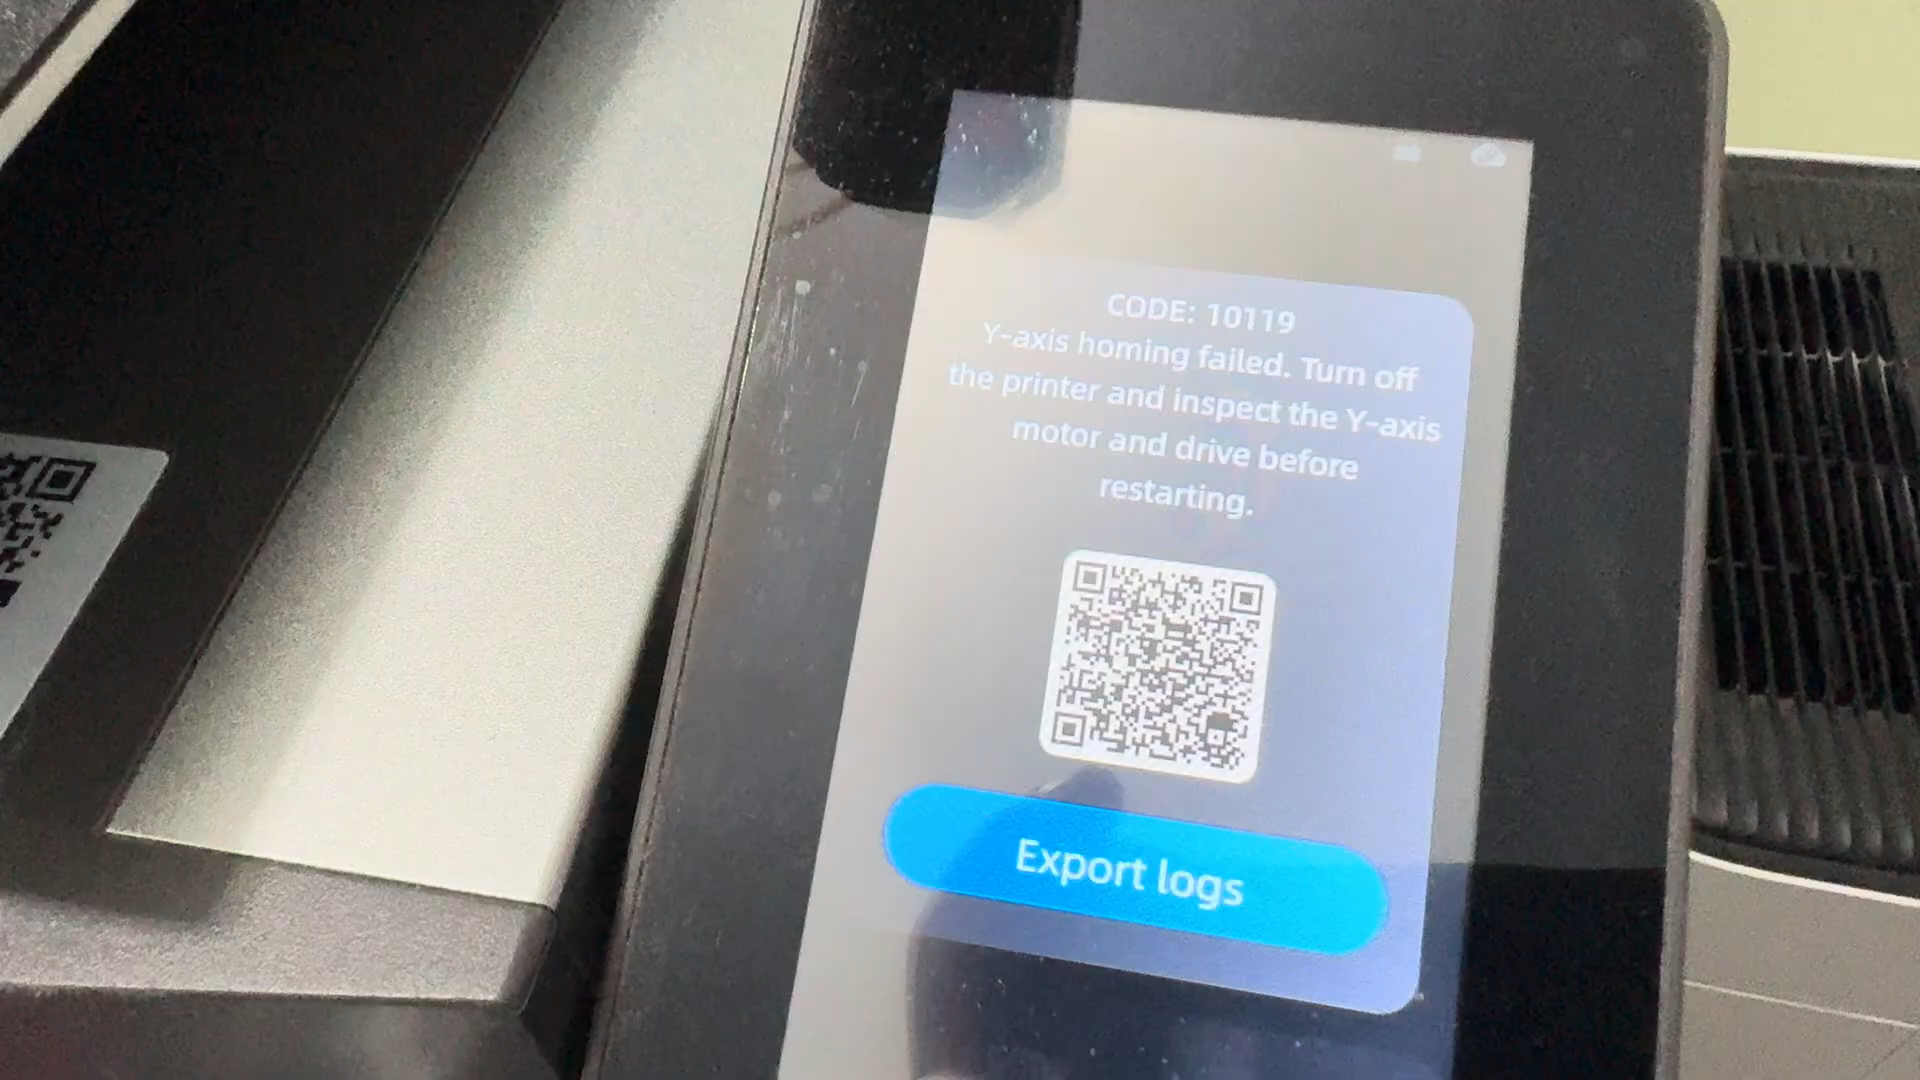 CODE: 10119
Y-axis homing failed. Turn off
the printer and inspect the Y-axis
motor and drive before
restarting.
Export logs